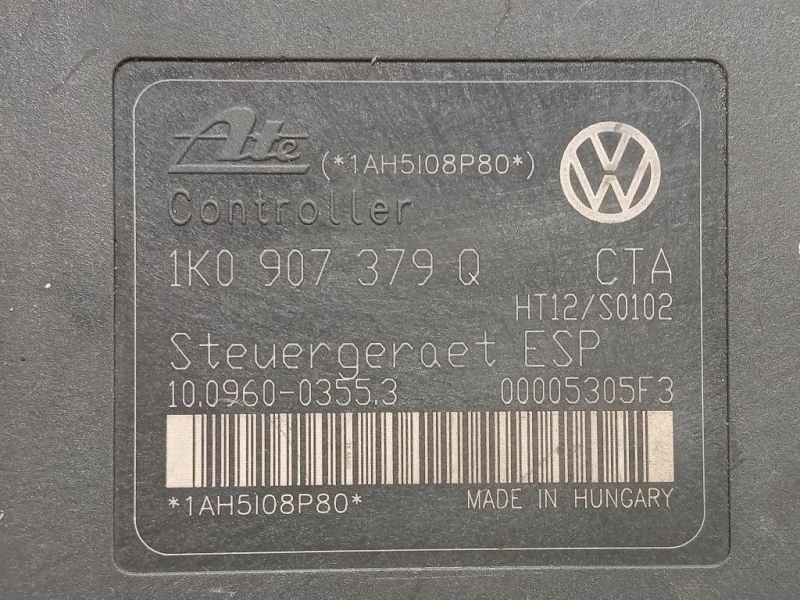 Ate (*1AH5I08P80*)
Controller
1K0 907 379 Q CTA
HT12/S0102
Steuergeraet ESP
10.0960-0355.3 00005305F3
*1AH5I08P80* MADE IN HUNGARY